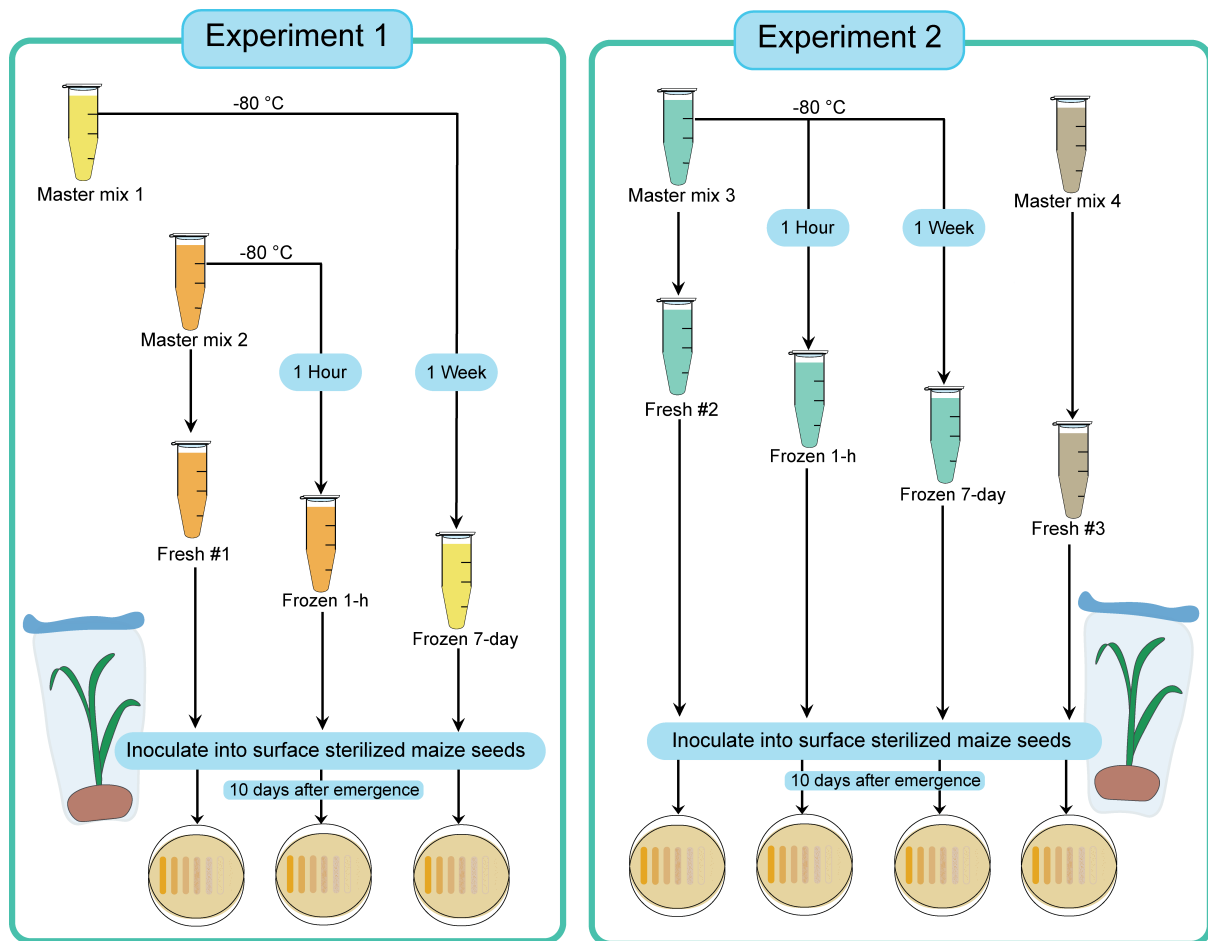 Experiment 1
-80 °C
Master mix 1
-80 °C
Master mix 2
1 Hour
1 Week
Fresh #1
Frozen 1-h
Frozen 7-day
Inoculate into surface sterilized maize seeds
10 days after emergence
Experiment 2
-80 °C
Master mix 3
Master mix 4
1 Hour
1 Week
Fresh #2
Frozen 1-h
Frozen 7-day
Fresh #3
Inoculate into surface sterilized maize seeds
10 days after emergence